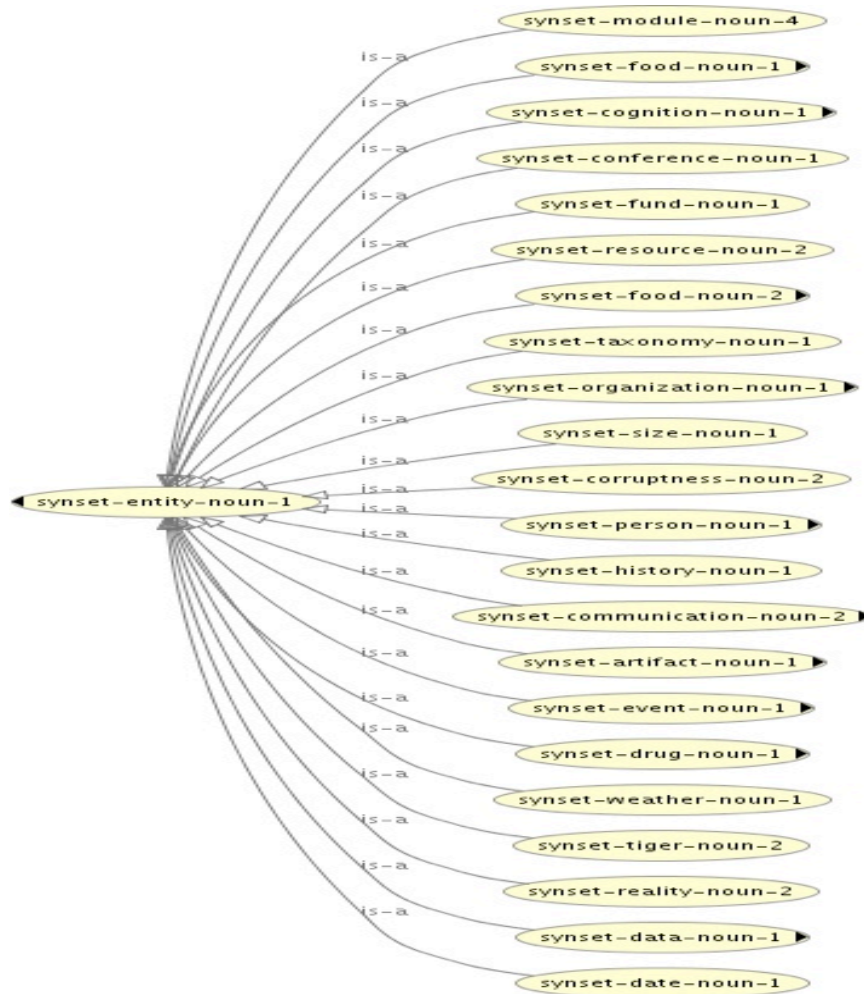 synset-module-noun-4
is-a
synset-food-noun-1
is-a
synset-cognition-noun-1
is-a
synset-conference-noun-1
is-a
synset-fund-noun-1
is-a
synset-resource-noun-2
is-a
synset-food-noun-2
is-a
synset-taxonomy-noun-1
is-a
synset-organization-noun-1
is-a
synset-size-noun-1
is-a
synset-corruptness-noun-2
is-a
synset-entity-noun-1
is-a
synset-person-noun-1
is-a
synset-history-noun-1
is-a
synset-communication-noun-2
is-a
synset-artifact-noun-1
is-a
synset-event-noun-1
is-a
synset-drug-noun-1
is-a
synset-weather-noun-1
is-a
synset-tiger-noun-2
is-a
synset-reality-noun-2
is-a
synset-data-noun-1
is-a
synset-date-noun-1